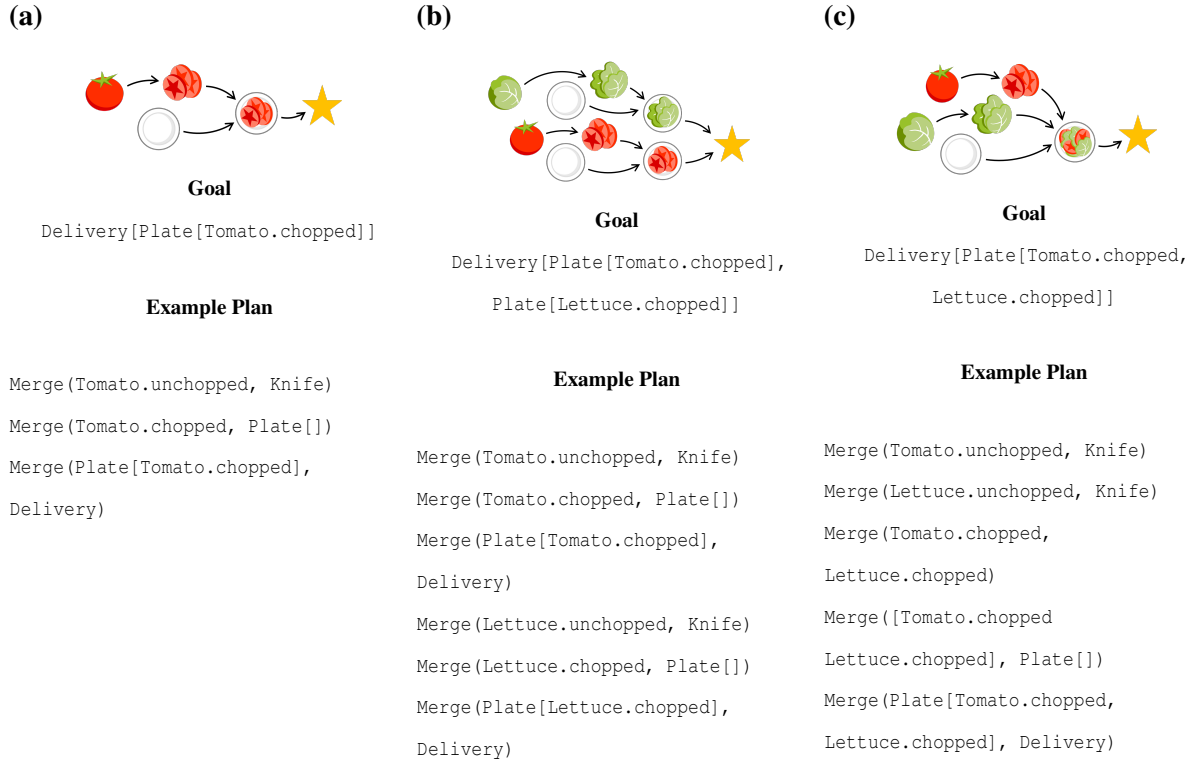 (a)
Goal
Delivery[Plate[Tomato.chopped]]
Example Plan
Merge(Tomato.unchopped, Knife)
Merge(Tomato.chopped, Plate[])
Merge(Plate[Tomato.chopped],
Delivery)
(b)
Goal
Delivery[Plate[Tomato.chopped],
Plate[Lettuce.chopped]]
Example Plan
Merge(Tomato.unchopped, Knife)
Merge(Tomato.chopped, Plate[])
Merge(Plate[Tomato.chopped],
Delivery)
Merge(Lettuce.unchopped, Knife)
Merge(Lettuce.chopped, Plate[])
Merge(Plate[Lettuce.chopped],
Delivery)
(c)
Goal
Delivery[Plate[Tomato.chopped,
Lettuce.chopped]]
Example Plan
Merge(Tomato.unchopped, Knife)
Merge(Lettuce.unchopped, Knife)
Merge(Tomato.chopped,
Lettuce.chopped)
Merge([Tomato.chopped
Lettuce.chopped], Plate[])
Merge(Plate[Tomato.chopped,
Lettuce.chopped], Delivery)